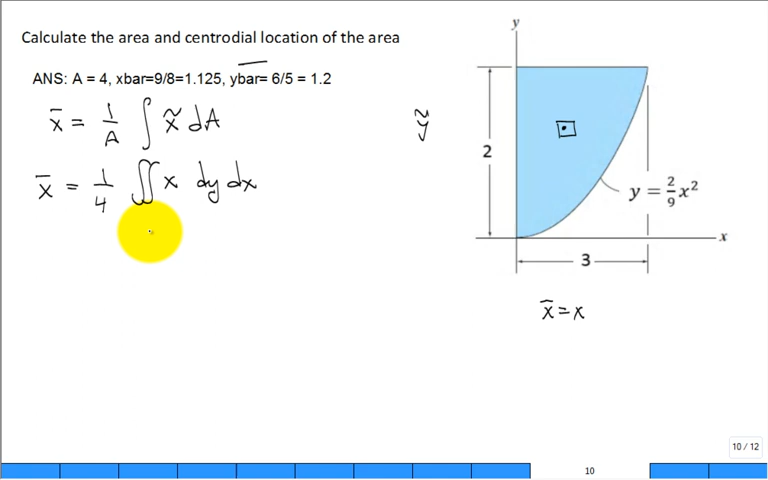 Calculate the area and centrodial location of the area
ANS: A = 4, xbar=9/8=1.125, ybar= 6/5 = 1.2
x̄ = 1/A ∫ x̃ dA
x̄ = 1/4 ∬ x dy dx
ỹ
y
2
y = 2/9 x²
x
3
x̄ = x
10 / 12
10